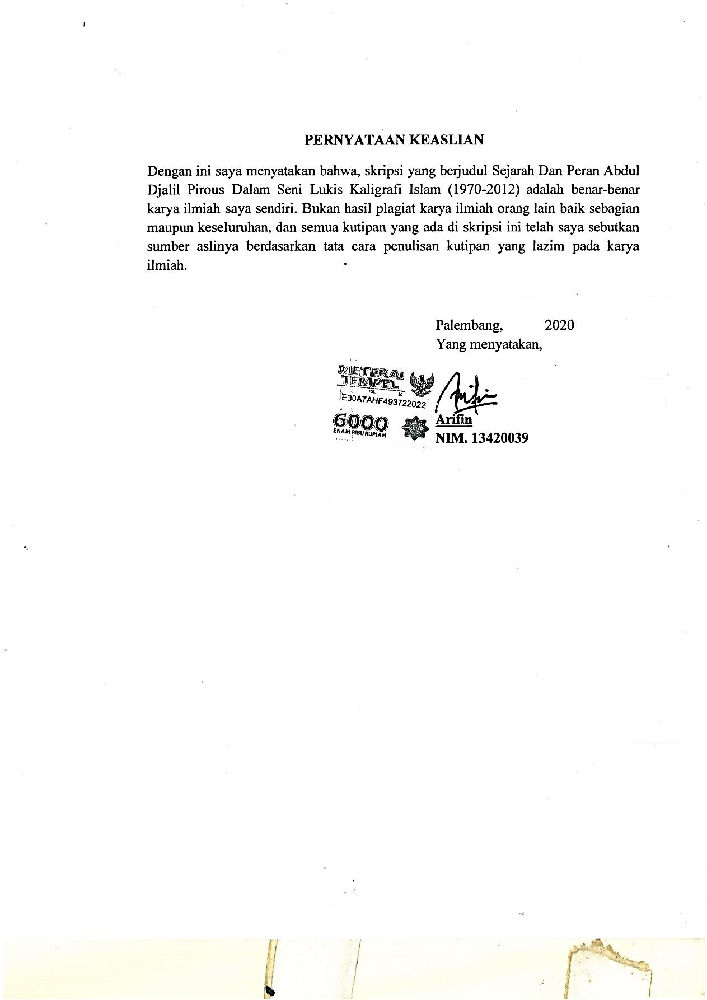 PERNYATAAN KEASLIAN
Dengan ini saya menyatakan bahwa, skripsi yang berjudul Sejarah Dan Peran Abdul
Djalil Pirous Dalam Seni Lukis Kaligrafi Islam (1970-2012) adalah benar-benar
karya ilmiah saya sendiri. Bukan hasil plagiat karya ilmiah orang lain baik sebagian
maupun keseluruhan, dan semua kutipan yang ada di skripsi ini telah saya sebutkan
sumber aslinya berdasarkan tata cara penulisan kutipan yang lazim pada karya
ilmiah.
Palembang, 2020
Yang menyatakan,
METERAI
TEMPEL
TGL. 20
E30A7AHF493722022
6000
ENAM RIBU RUPIAH
Arifin
Arifin
NIM. 13420039